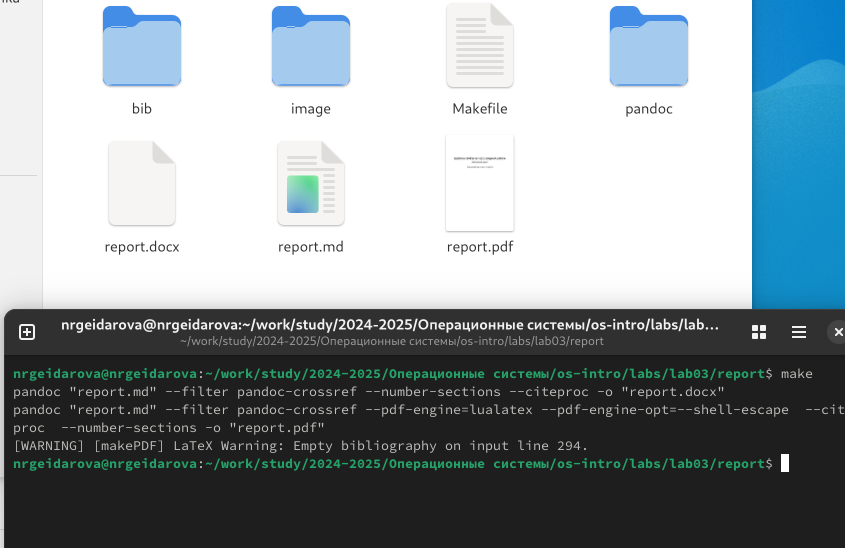 bib
image
Makefile
pandoc
report.docx
report.md
report.pdf
nrgeidarova@nrgeidarova:~/work/study/2024-2025/Операционные системы/os-intro/labs/lab...
~/work/study/2024-2025/Операционные системы/os-intro/labs/lab03/report
nrgeidarova@nrgeidarova:~/work/study/2024-2025/Операционные системы/os-intro/labs/lab03/report$ make
pandoc "report.md" --filter pandoc-crossref --number-sections --citeproc -o "report.docx"
pandoc "report.md" --filter pandoc-crossref --pdf-engine=lualatex --pdf-engine-opt=--shell-escape  --cit
proc  --number-sections -o "report.pdf"
[WARNING] [makePDF] LaTeX Warning: Empty bibliography on input line 294.
nrgeidarova@nrgeidarova:~/work/study/2024-2025/Операционные системы/os-intro/labs/lab03/report$